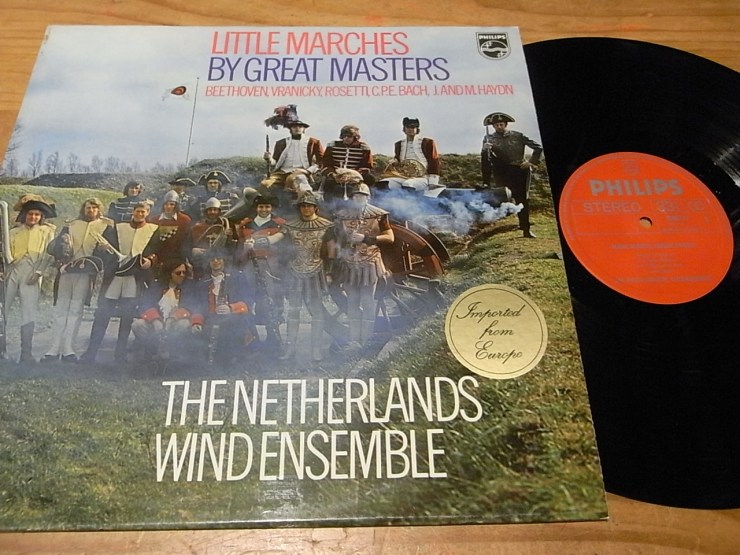 LITTLE MARCHES
BY GREAT MASTERS
BEETHOVEN, VRANICKY, ROSETTI, C.P.E. BACH, J. AND M. HAYDN
PHILIPS
Imported
from
Europe
THE NETHERLANDS
WIND ENSEMBLE
PHILIPS
STEREO